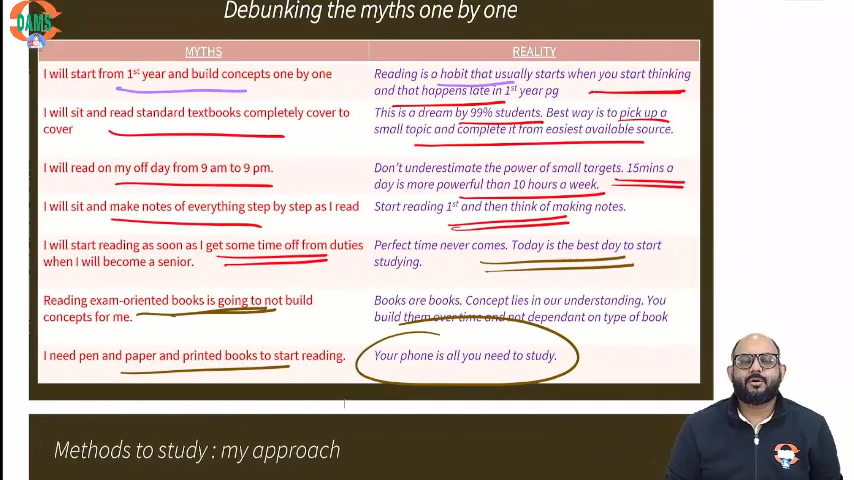 Debunking the myths one by one
DAMS
MYTHS
REALITY
I will start from 1st year and build concepts one by one
Reading is a habit that usually starts when you start thinking
and that happens late in 1st year pg
I will sit and read standard textbooks completely cover to
cover
This is a dream by 99% students. Best way is to pick up a
small topic and complete it from easiest available source.
I will read on my off day from 9 am to 9 pm.
Don't underestimate the power of small targets. 15mins a
day is more powerful than 10 hours a week.
I will sit and make notes of everything step by step as I read
Start reading 1st and then think of making notes.
I will start reading as soon as I get some time off from duties
when I will become a senior.
Perfect time never comes. Today is the best day to start
studying.
Reading exam-oriented books is going to not build
concepts for me.
Books are books. Concept lies in our understanding. You
build them over time and not dependant on type of book
I need pen and paper and printed books to start reading.
Your phone is all you need to study.
Methods to study : my approach